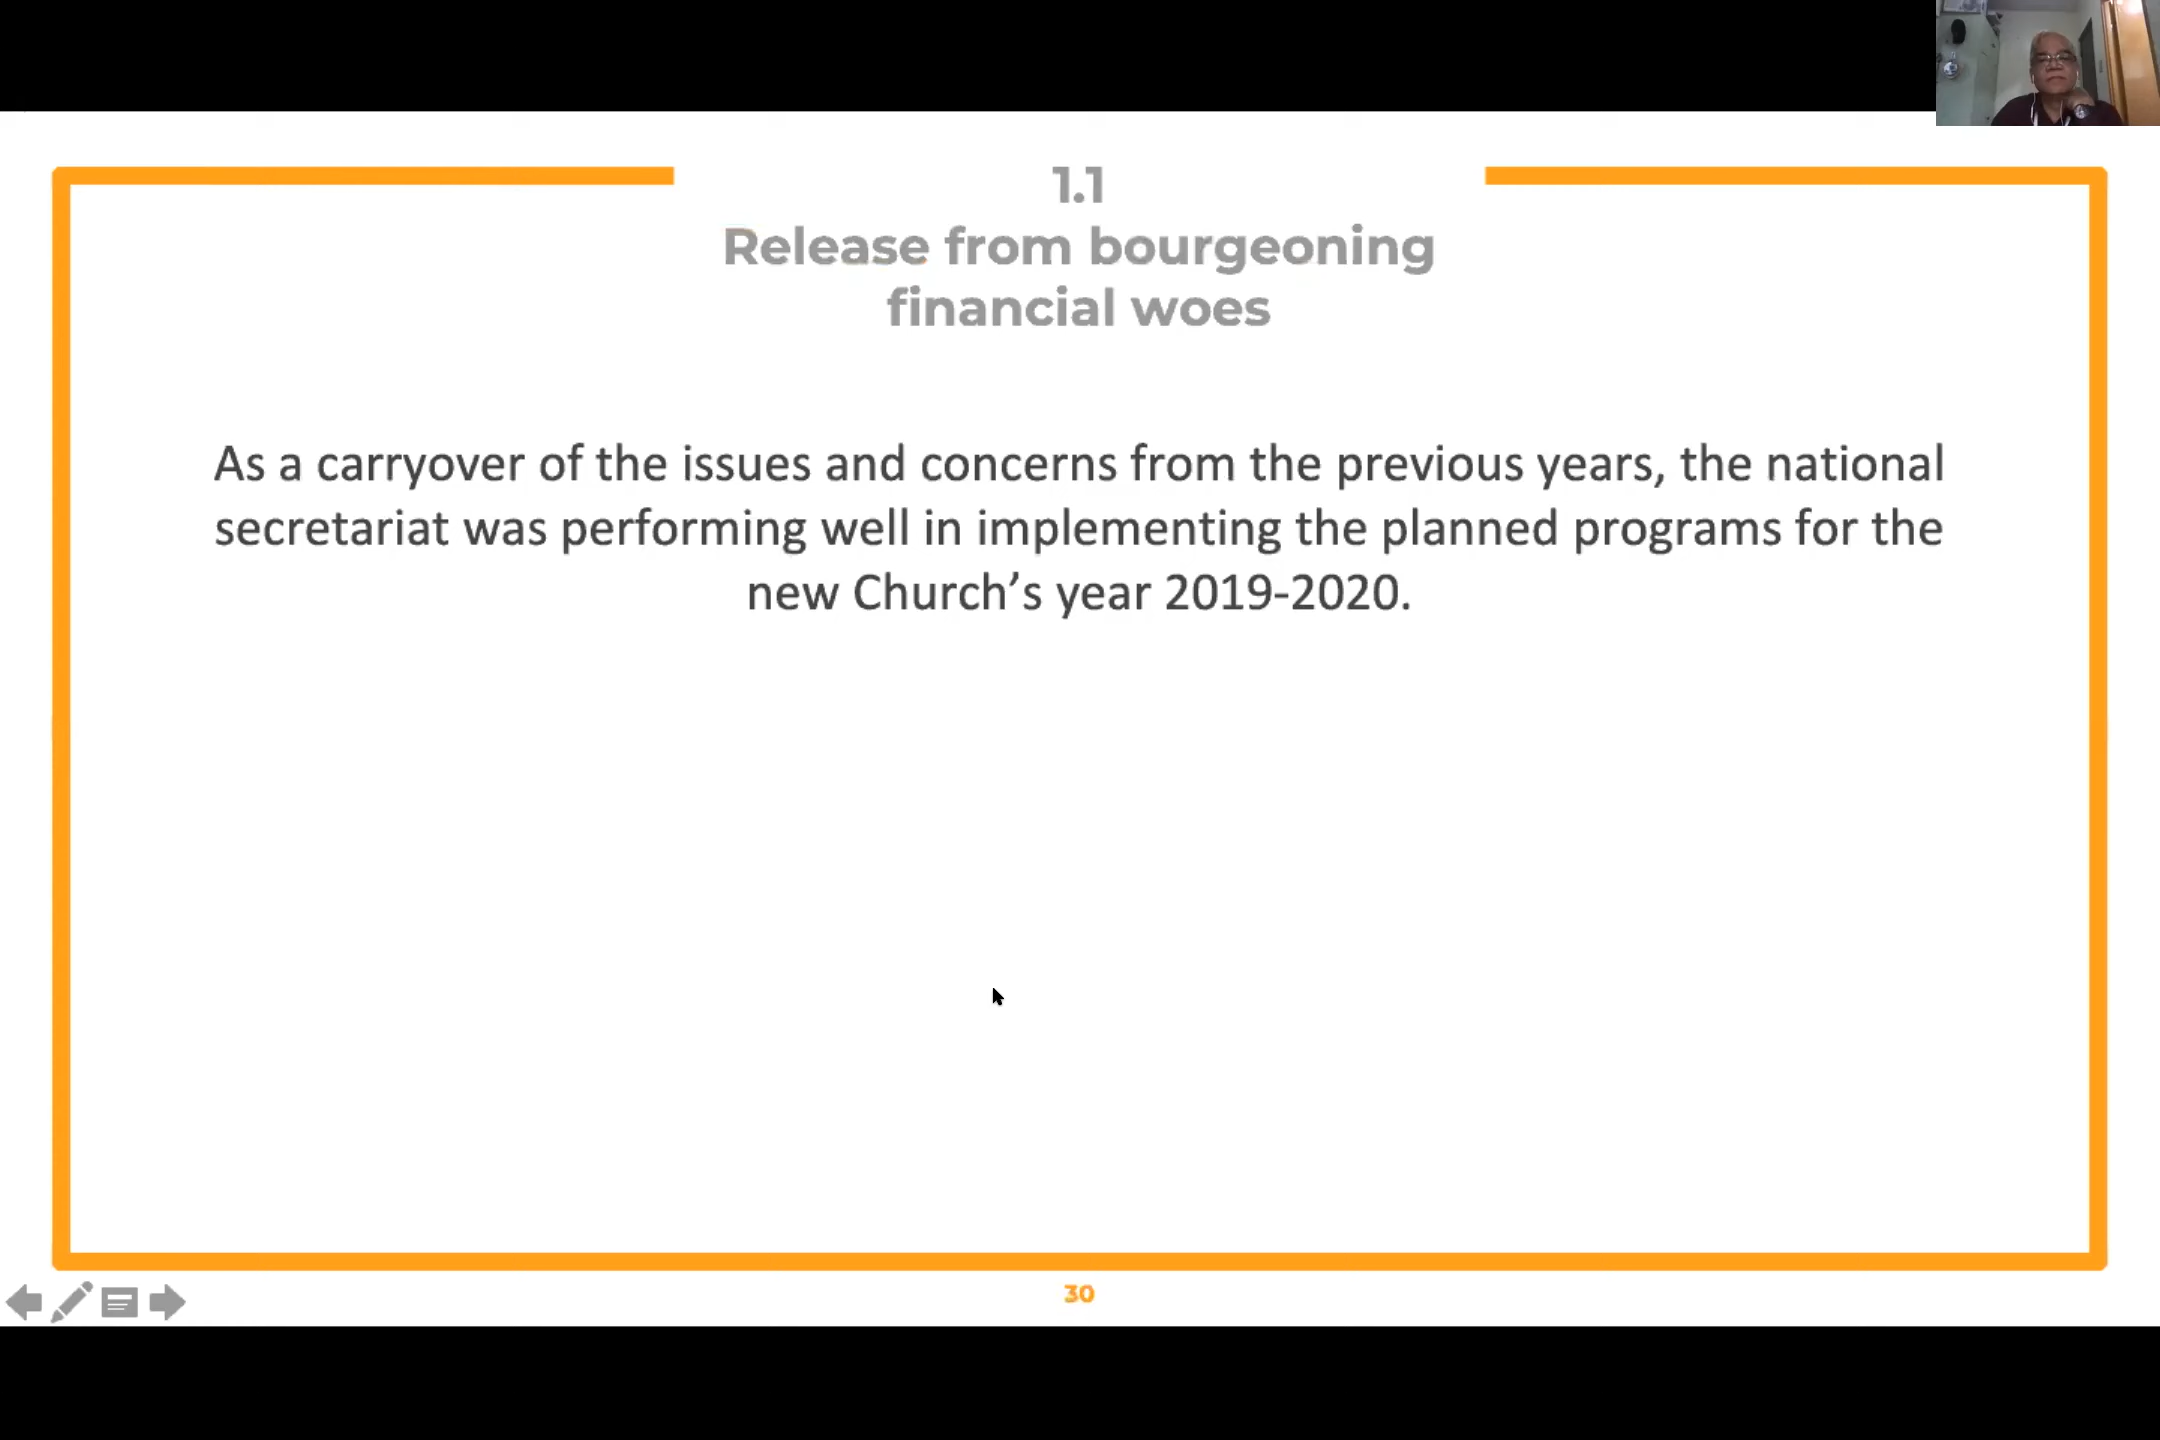 1.1
Release from bourgeoning
financial woes
As a carryover of the issues and concerns from the previous years, the national
secretariat was performing well in implementing the planned programs for the
new Church’s year 2019-2020.
30